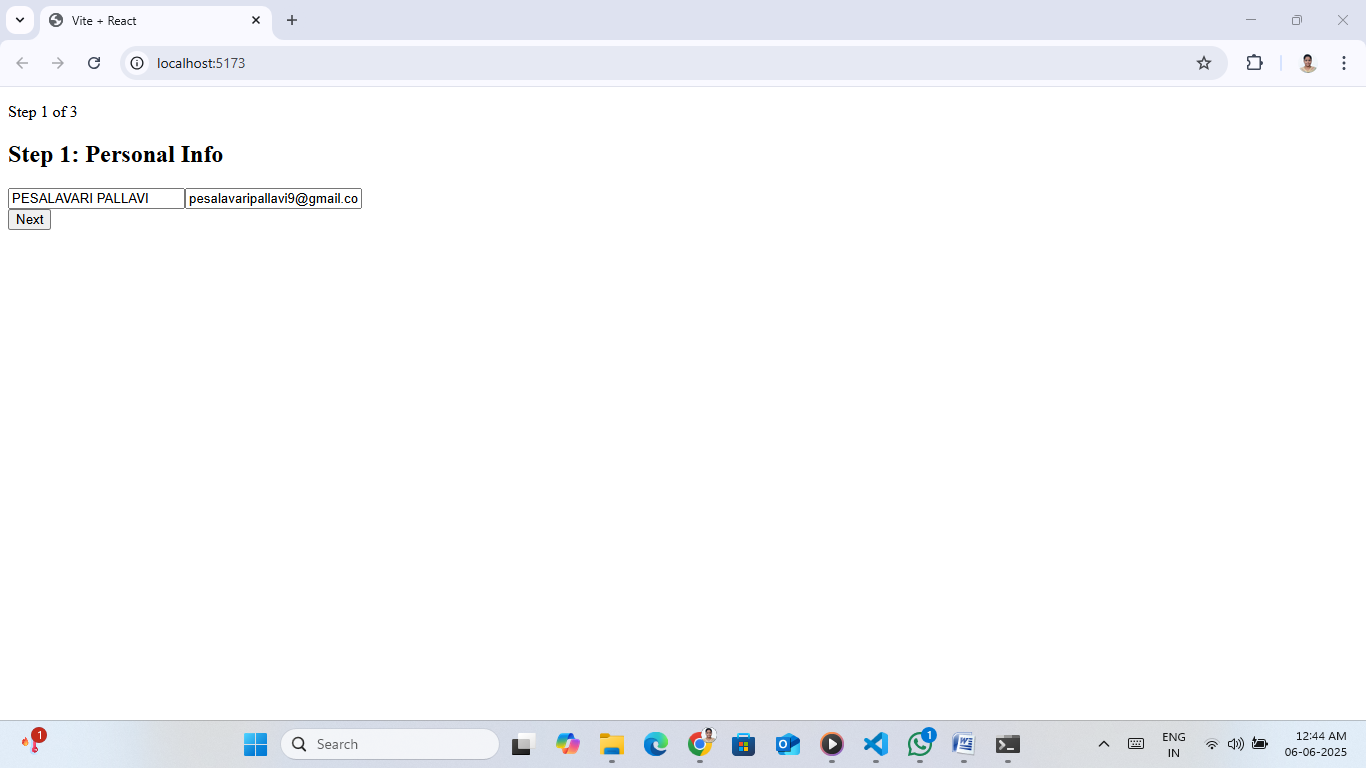 Vite + React
localhost:5173
Step 1 of 3
Step 1: Personal Info
PESALAVARI PALLAVI pesalavaripallavi9@gmail.co
Next
1
Search
1
ENG
IN
12:44 AM
06-06-2025